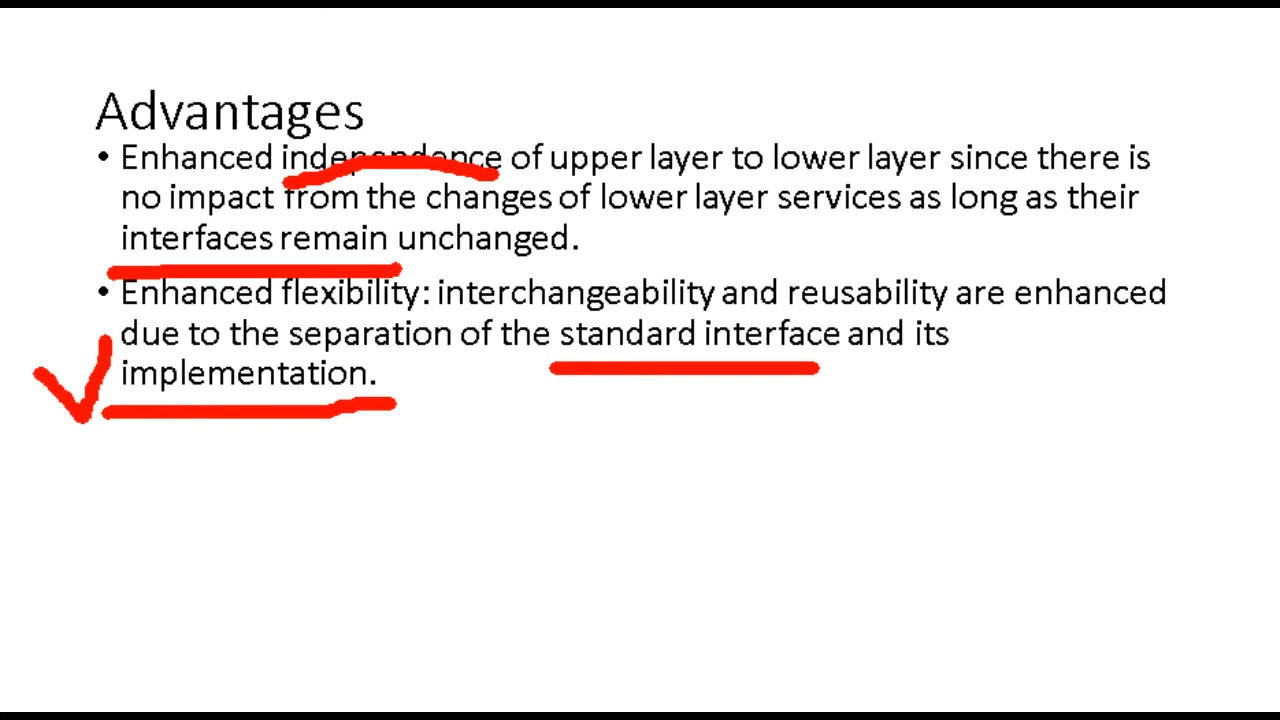 Advantages
• Enhanced independence of upper layer to lower layer since there is
no impact from the changes of lower layer services as long as their
interfaces remain unchanged.
• Enhanced flexibility: interchangeability and reusability are enhanced
due to the separation of the standard interface and its
implementation.